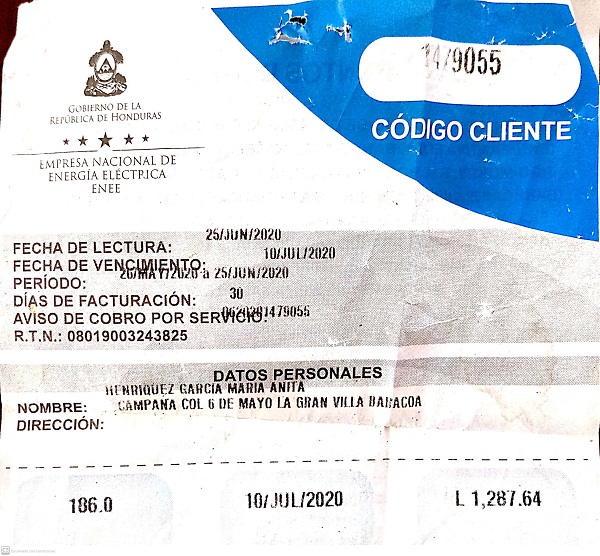 GOBIERNO DE LA
REPÚBLICA DE HONDURAS
EMPRESA NACIONAL DE
ENERGÍA ELÉCTRICA
ENEE
1479055
CÓDIGO CLIENTE
25/JUN/2020
FECHA DE LECTURA:
10/JUL/2020
FECHA DE VENCIMIENTO:
26/MAY/2020 a 25/JUN/2020
PERÍODO:
30
DÍAS DE FACTURACIÓN:
AVISO DE COBRO POR SERVICIO:
R.T.N.: 08019003243825
DATOS PERSONALES
HENRIQUEZ GARCIA MARIA ANITA
NOMBRE: CAMPANA COL 6 DE MAYO LA GRAN VILLA BARACOA
DIRECCIÓN:
186.0 10/JUL/2020 L 1,287.64